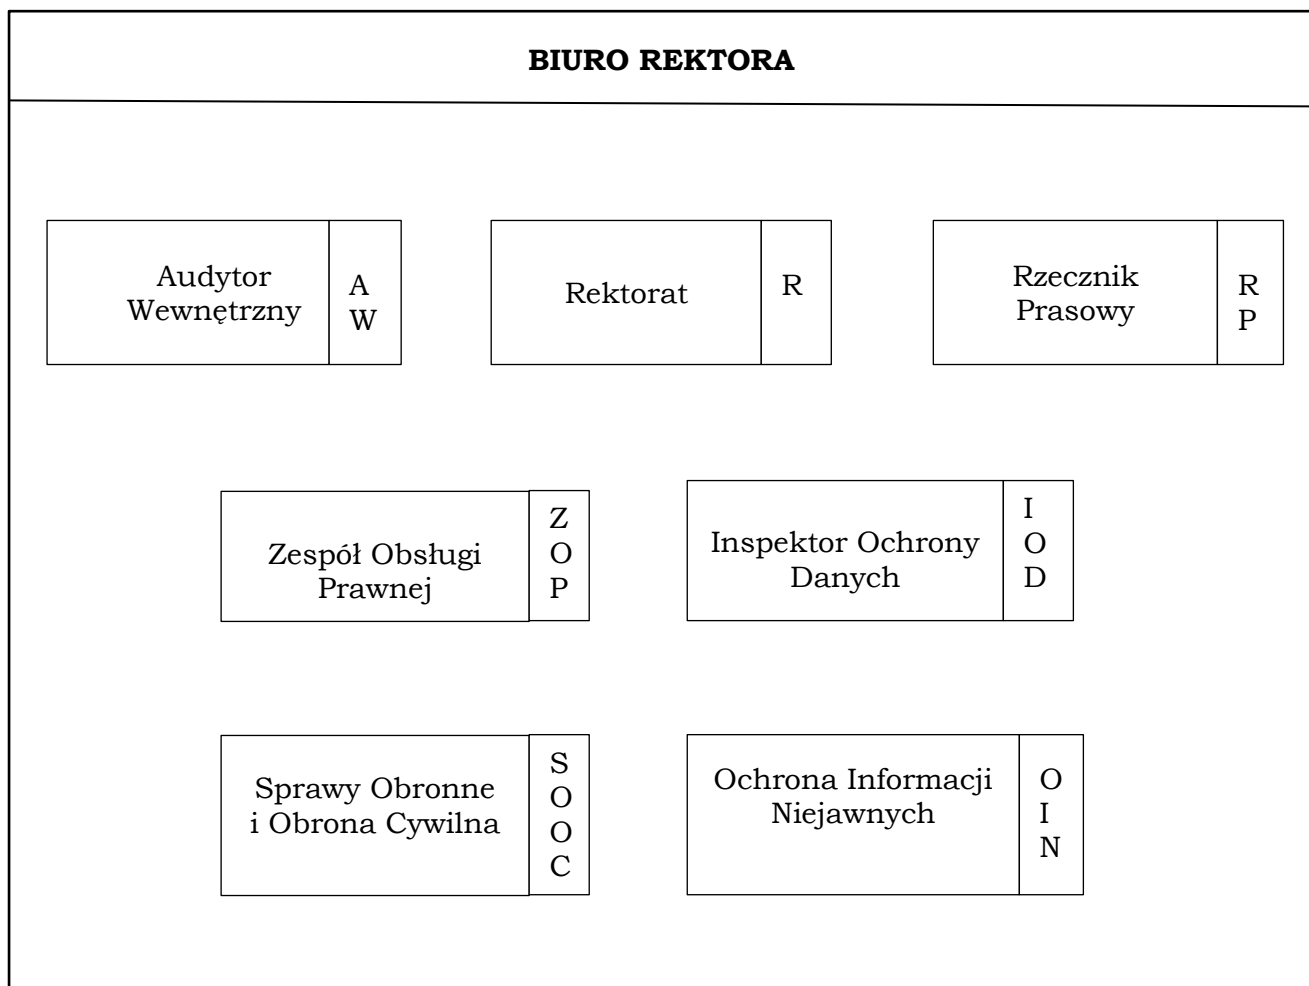 BIURO REKTORA
Audytor
Wewnętrzny
A
W
Rektorat
R
Rzecznik
Prasowy
R
P
Zespół Obsługi
Prawnej
Z
O
P
Inspektor Ochrony
Danych
I
O
D
Sprawy Obronne
i Obrona Cywilna
S
O
O
C
Ochrona Informacji
Niejawnych
O
I
N